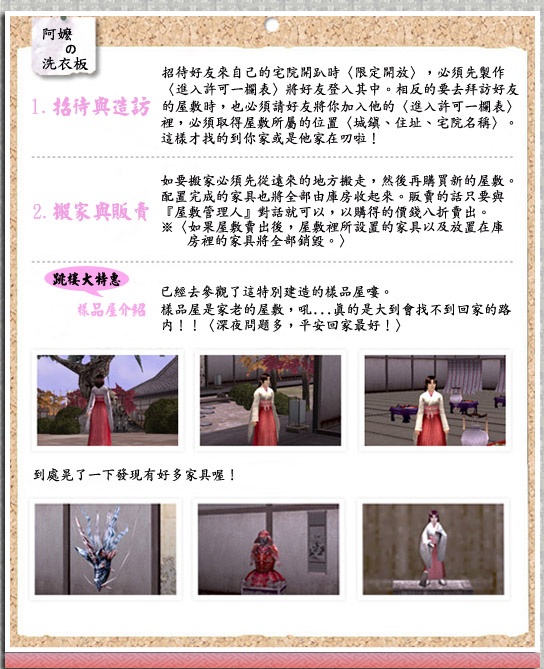 阿嬤
の
洗衣板
1. 招待與造訪
招待好友來自己的宅院開趴時〈限定開放〉，必須先製作
〈進入許可一欄表〉將好友登入其中。相反的要去拜訪好友
的屋敷時，也必須請好友將你加入他的〈進入許可一欄表〉
裡，必須取得屋敷所屬的位置〈城鎮、住址、宅院名稱〉。
這樣才找的到你家或是他家在叨啦！
2. 搬家與販賣
如要搬家必須先從遠來的地方搬走，然後再購買新的屋敷。
配置完成的家具也將全部由庫房收起來。販賣的話只要與
『屋敷管理人』對話就可以，以購得的價錢八折賣出。
※〈如果屋敷賣出後，屋敷裡所設置的家具以及放置在庫
房裡的家具將全部銷毀。〉
跳樓大特惠
樣品屋介紹
已經去參觀了這特別建造的樣品屋嘍。
樣品屋是家老的屋敷，吼...真的是大到會找不到回家的路
內！！〈深夜問題多，平安回家最好！〉
到處晃了一下發現有好多家具喔！